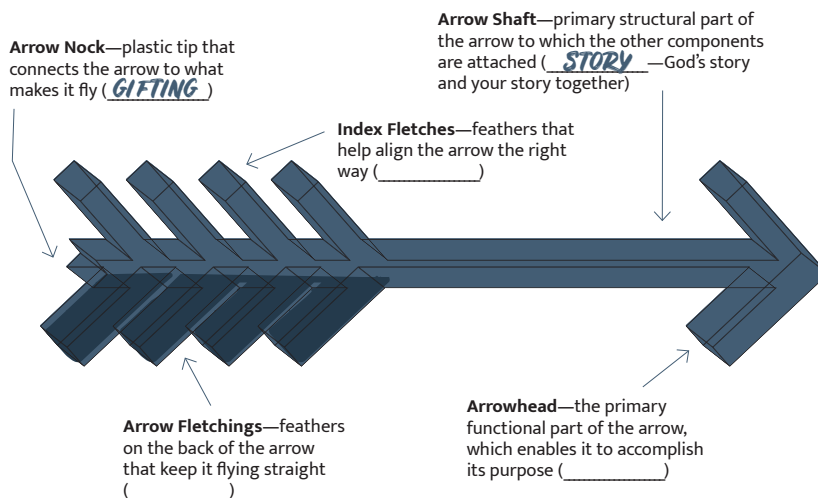 Arrow Nock—plastic tip that
connects the arrow to what
makes it fly (GIFTING)
Arrow Shaft—primary structural part of
the arrow to which the other components
are attached (STORY—God’s story
and your story together)
Index Fletches—feathers that
help align the arrow the right
way (____________)
Arrow Fletchings—feathers
on the back of the arrow
that keep it flying straight
(____________)
Arrowhead—the primary
functional part of the arrow,
which enables it to accomplish
its purpose (____________)